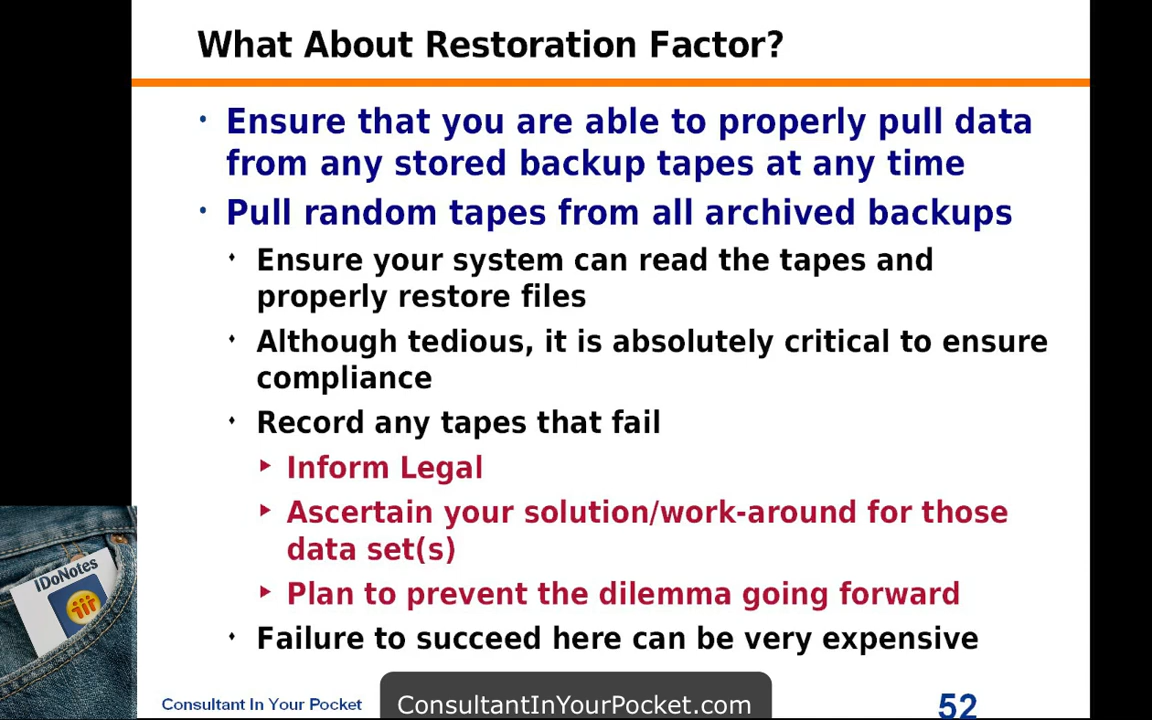 What About Restoration Factor?
• Ensure that you are able to properly pull data
from any stored backup tapes at any time
• Pull random tapes from all archived backups
♦ Ensure your system can read the tapes and
properly restore files
♦ Although tedious, it is absolutely critical to ensure
compliance
♦ Record any tapes that fail
► Inform Legal
► Ascertain your solution/work-around for those
data set(s)
► Plan to prevent the dilemma going forward
♦ Failure to succeed here can be very expensive
IDoNotes
Consultant In Your Pocket
ConsultantInYourPocket.com
52